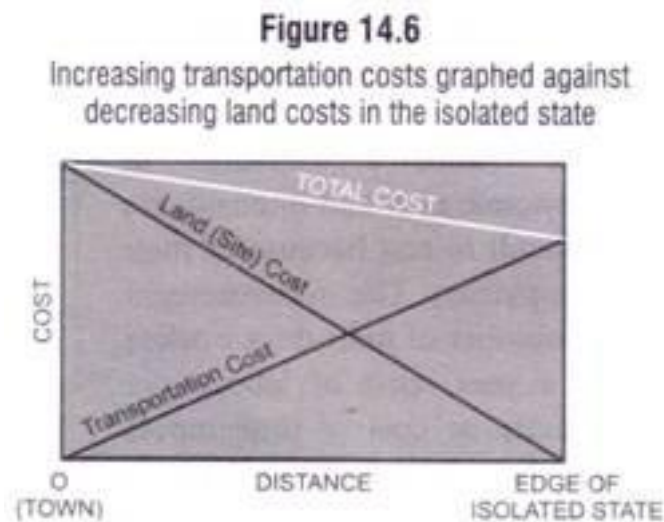 Figure 14.6
Increasing transportation costs graphed against
decreasing land costs in the isolated state
TOTAL COST
Land (Site) Cost
Transportation Cost
COST
O
(TOWN)
DISTANCE
EDGE OF
ISOLATED STATE